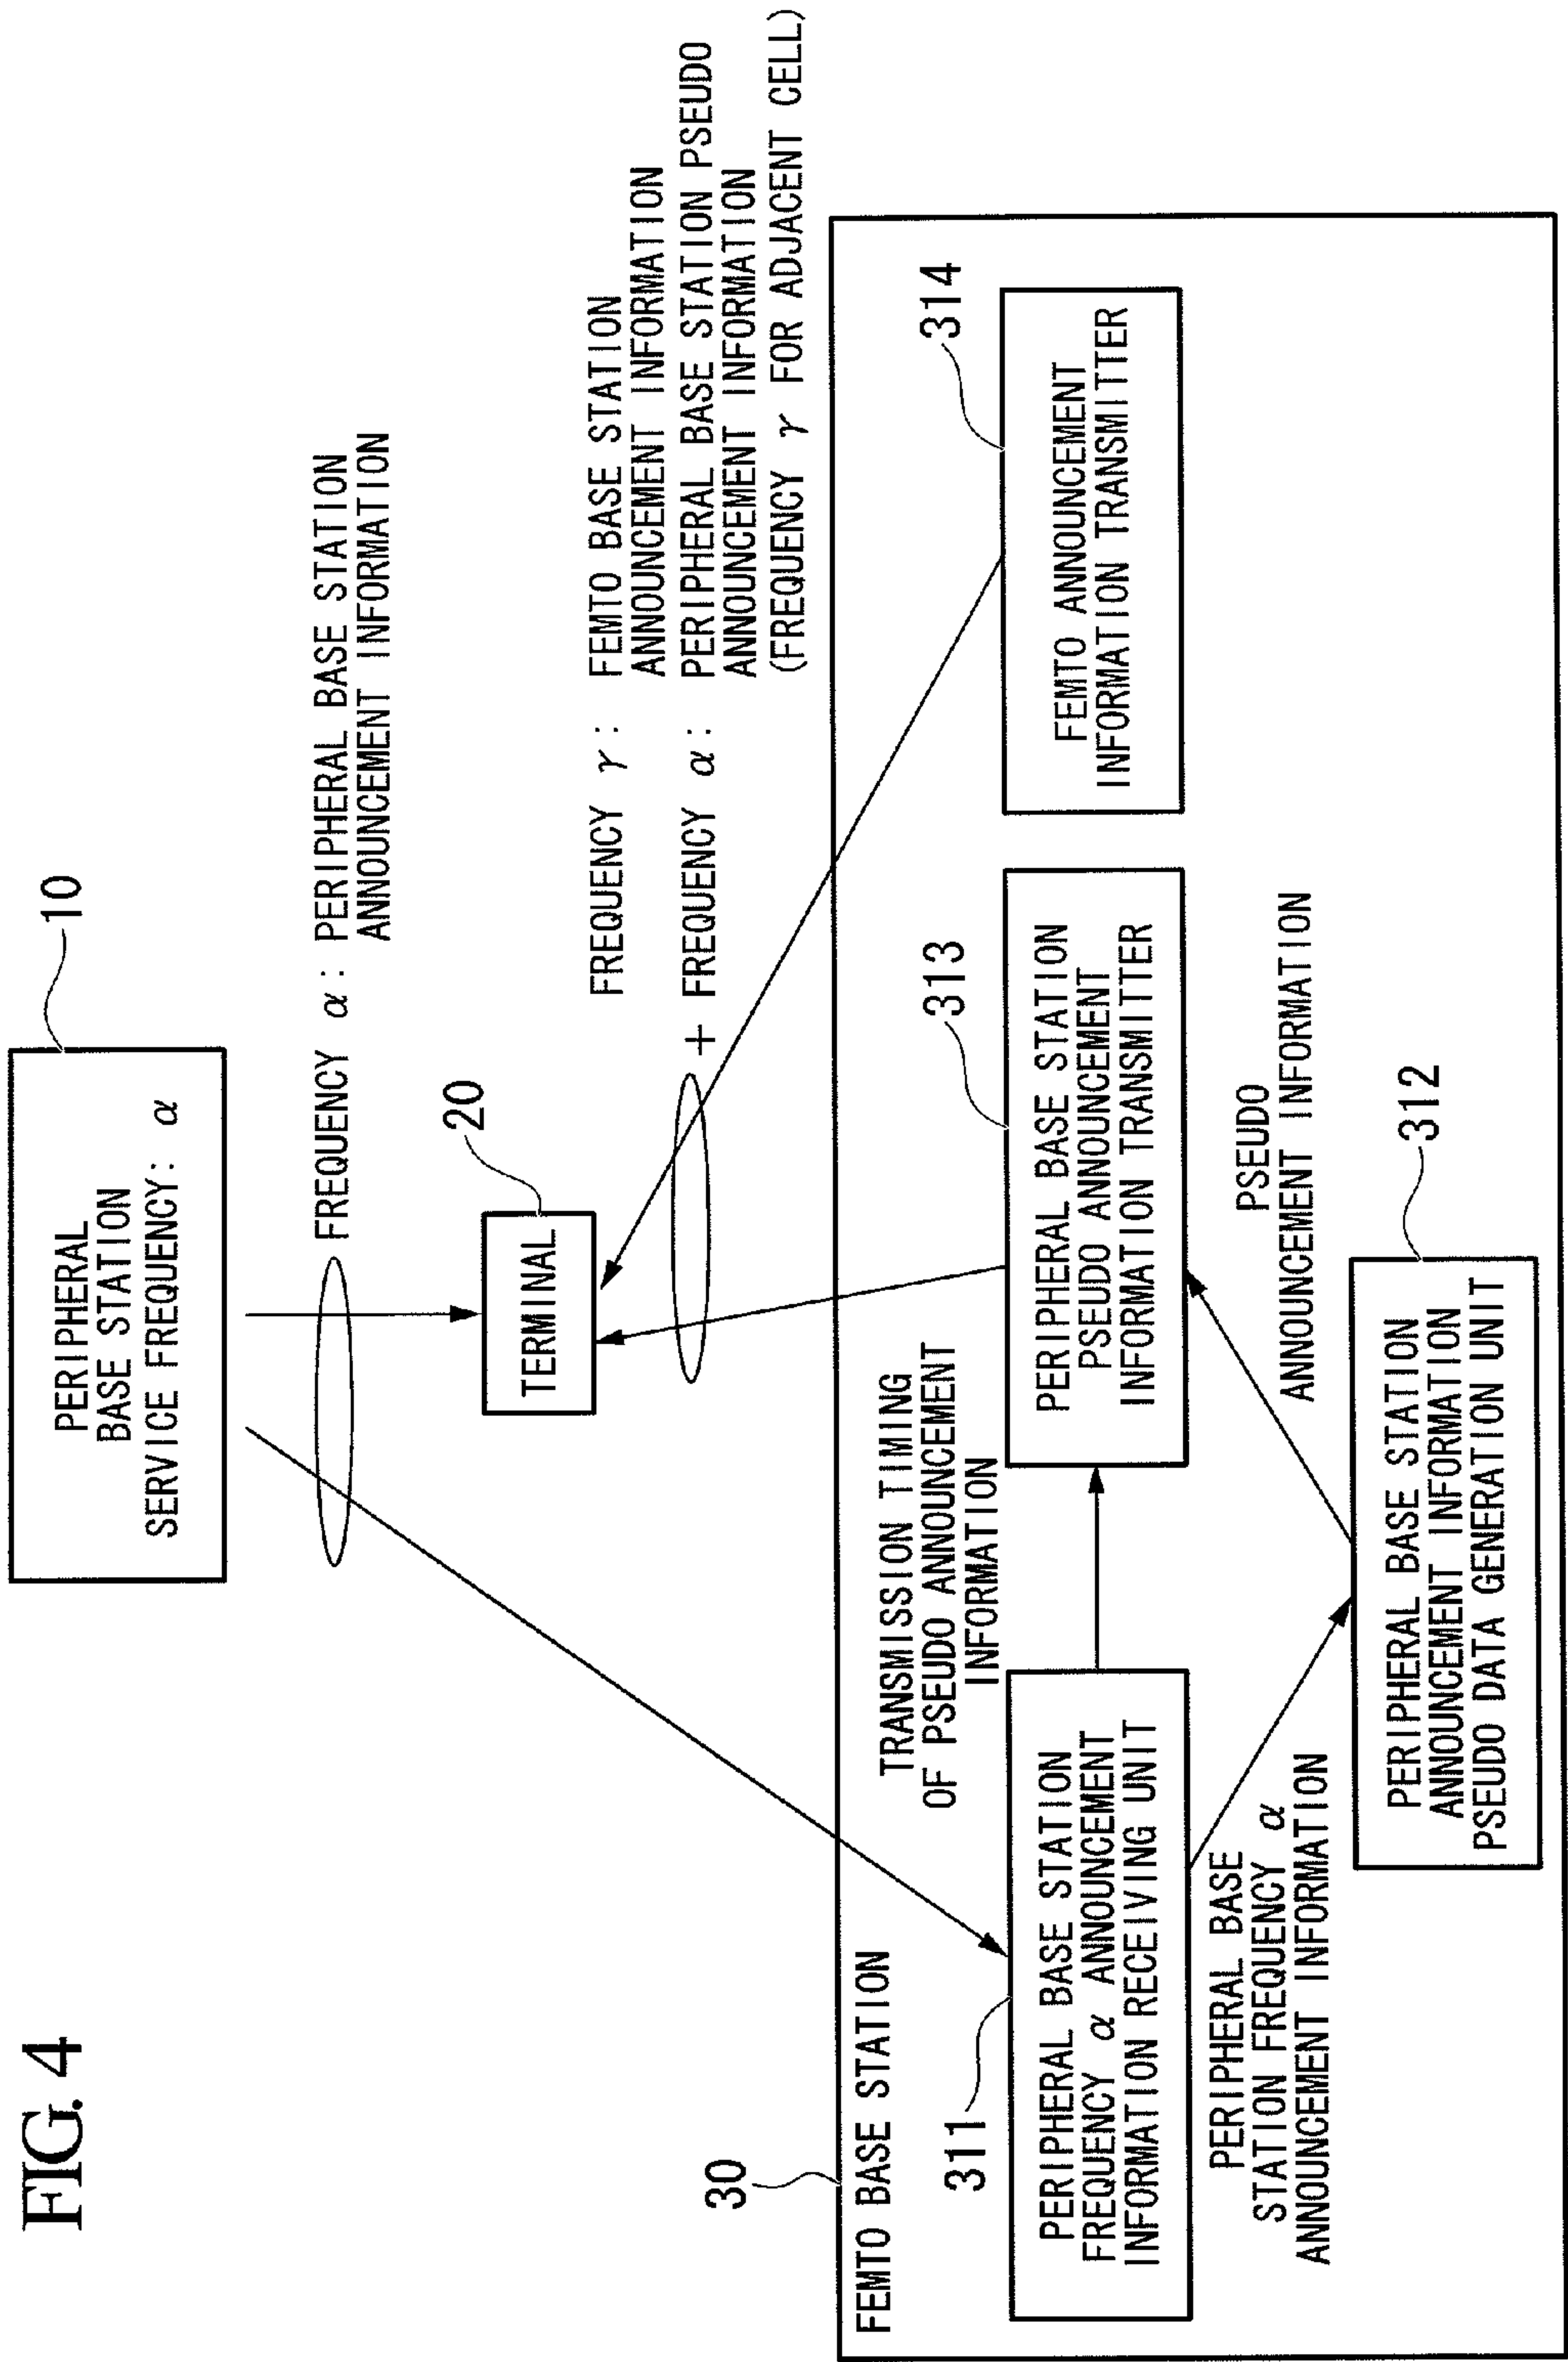 FIG. 4
10
PERIPHERAL
BASE STATION
SERVICE FREQUENCY: α
FREQUENCY α: PERIPHERAL BASE STATION
ANNOUNCEMENT INFORMATION
20
TERMINAL
FREQUENCY γ: FEMTO BASE STATION
ANNOUNCEMENT INFORMATION
+ FREQUENCY α: PERIPHERAL BASE STATION PSEUDO
ANNOUNCEMENT INFORMATION
(FREQUENCY γ FOR ADJACENT CELL)
30
FEMTO BASE STATION
311
PERIPHERAL BASE STATION
FREQUENCY α ANNOUNCEMENT
INFORMATION RECEIVING UNIT
TRANSMISSION TIMING
OF PSEUDO ANNOUNCEMENT
INFORMATION
313
PERIPHERAL BASE STATION
PSEUDO ANNOUNCEMENT
INFORMATION TRANSMITTER
314
FEMTO ANNOUNCEMENT
INFORMATION TRANSMITTER
PERIPHERAL BASE
STATION FREQUENCY α
ANNOUNCEMENT INFORMATION
PSEUDO
ANNOUNCEMENT INFORMATION
312
PERIPHERAL BASE STATION
ANNOUNCEMENT INFORMATION
PSEUDO DATA GENERATION UNIT